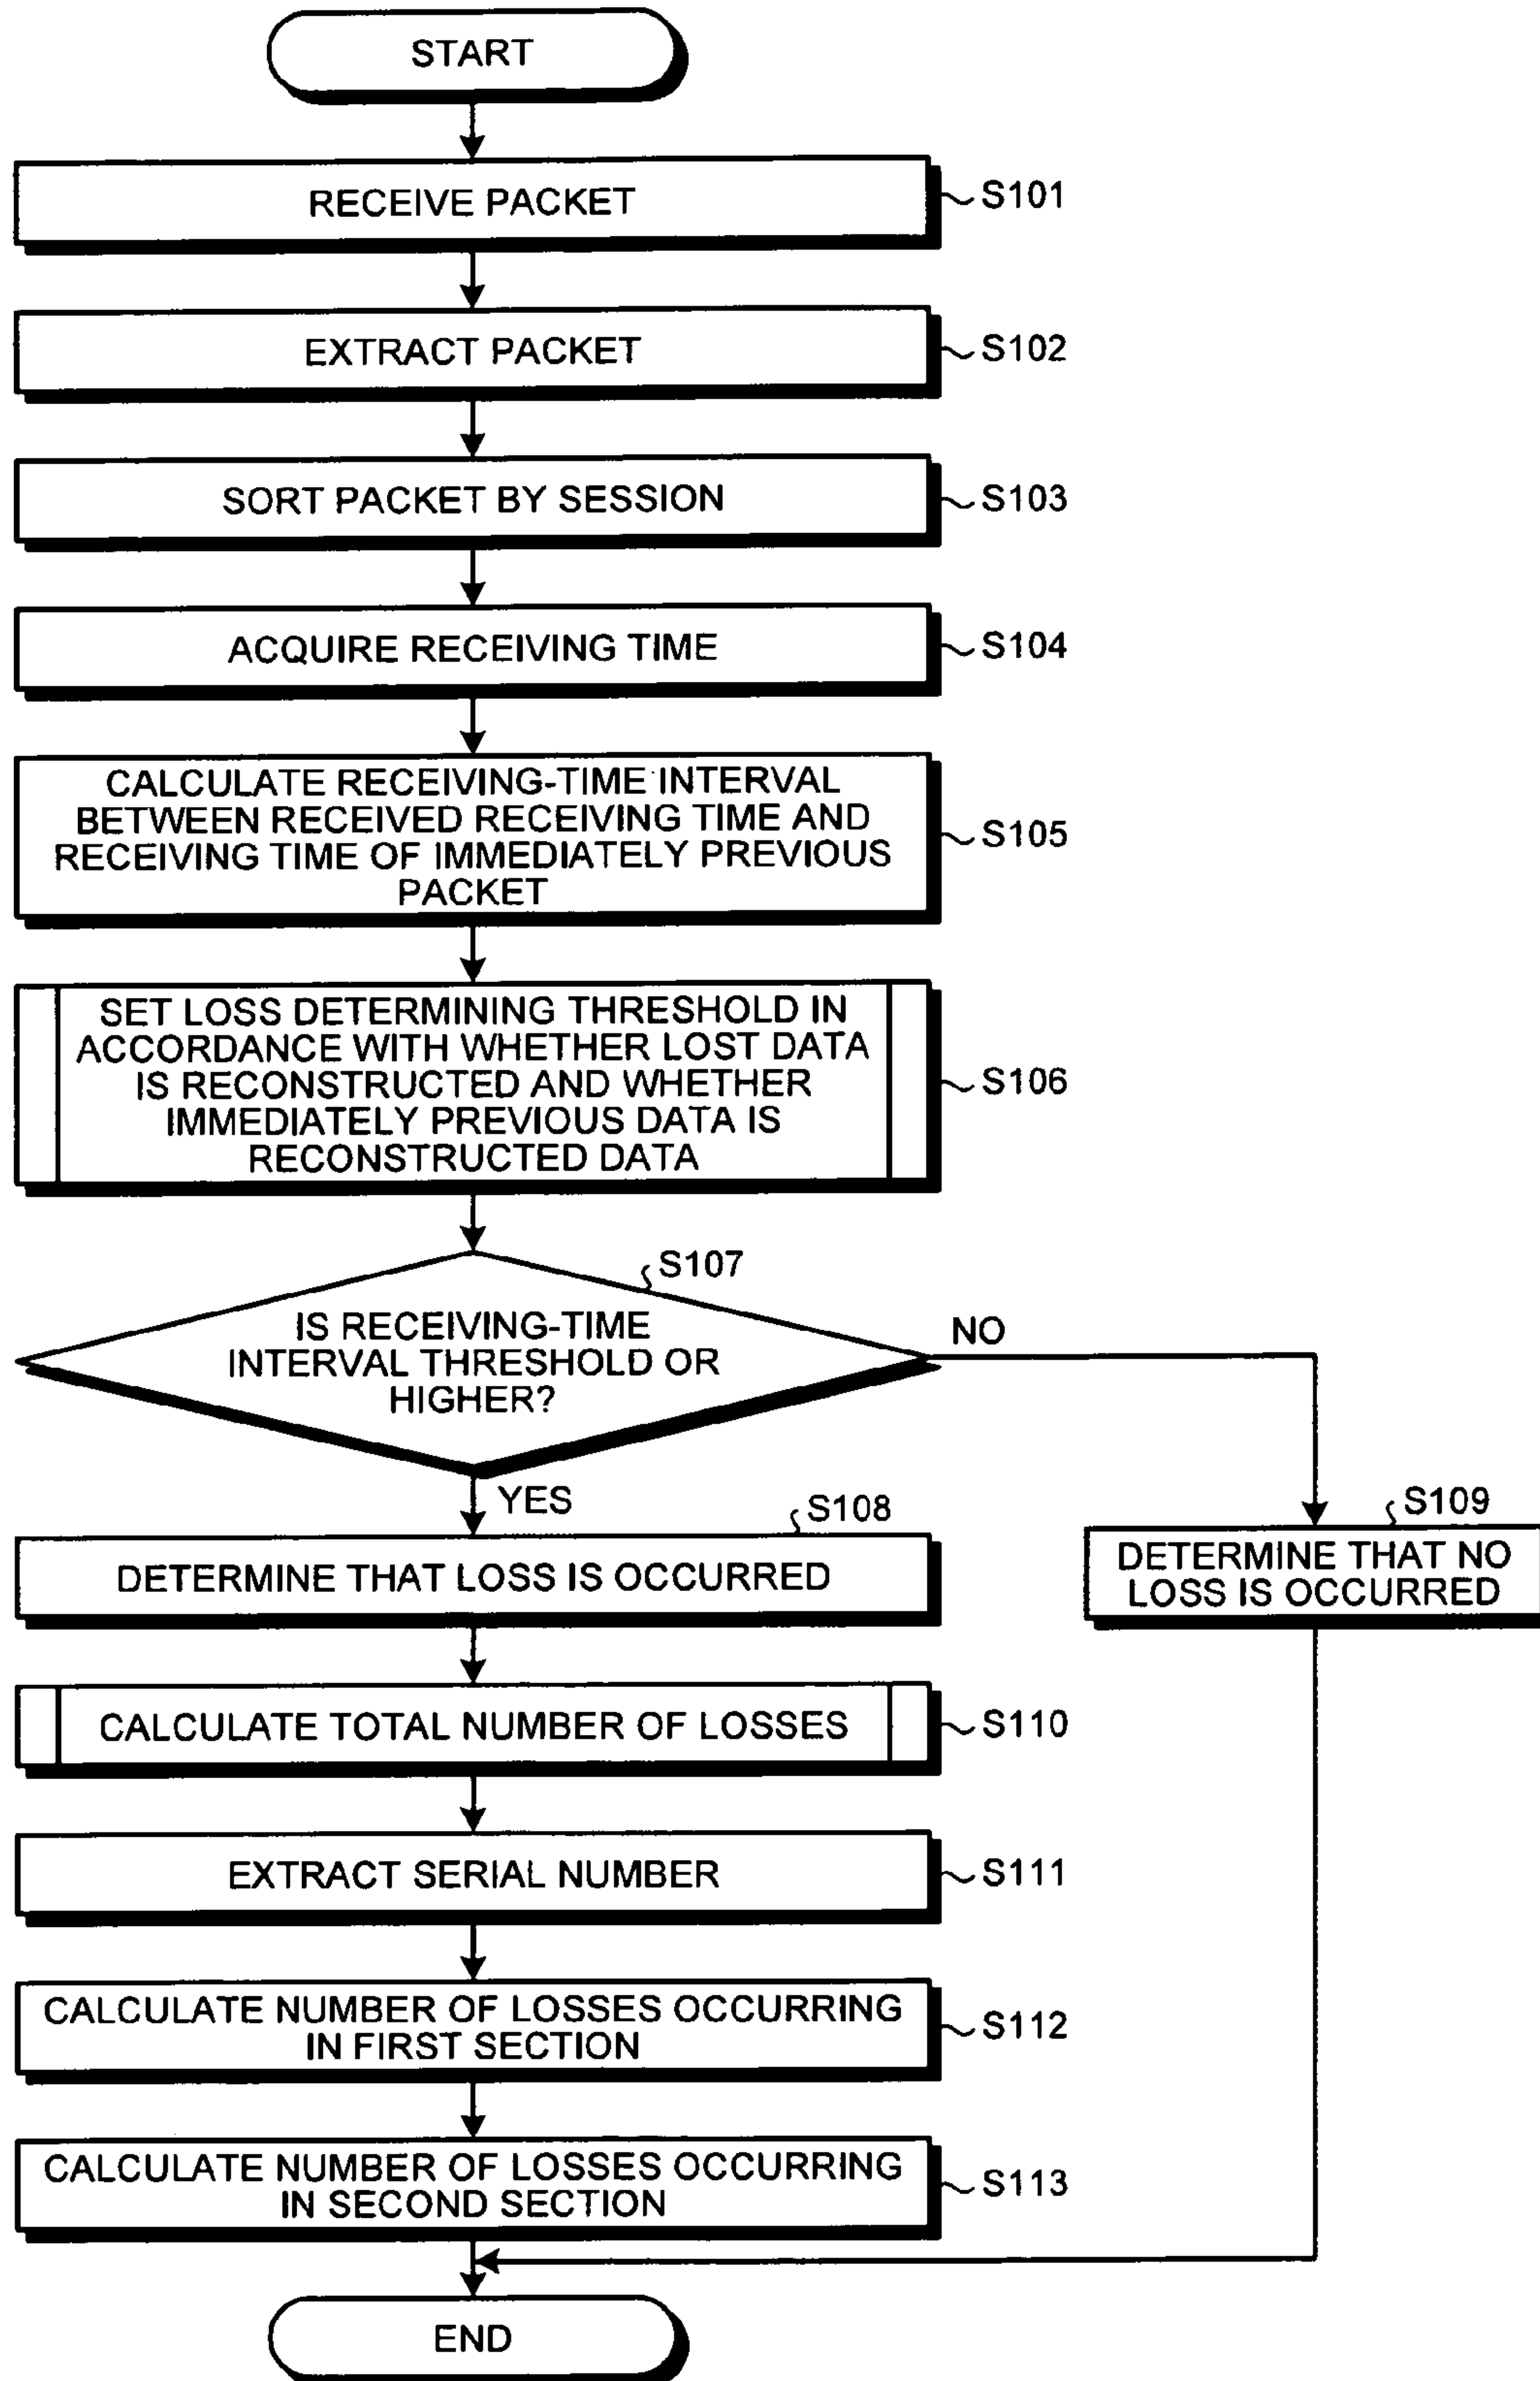 START
RECEIVE PACKET
S101
EXTRACT PACKET
S102
SORT PACKET BY SESSION
S103
ACQUIRE RECEIVING TIME
S104
CALCULATE RECEIVING-TIME INTERVAL
BETWEEN RECEIVED RECEIVING TIME AND
RECEIVING TIME OF IMMEDIATELY PREVIOUS
PACKET
S105
SET LOSS DETERMINING THRESHOLD IN
ACCORDANCE WITH WHETHER LOST DATA
IS RECONSTRUCTED AND WHETHER
IMMEDIATELY PREVIOUS DATA IS
RECONSTRUCTED DATA
S106
S107
IS RECEIVING-TIME
INTERVAL THRESHOLD OR
HIGHER?
NO
YES
S108
DETERMINE THAT LOSS IS OCCURRED
S109
DETERMINE THAT NO
LOSS IS OCCURRED
CALCULATE TOTAL NUMBER OF LOSSES
S110
EXTRACT SERIAL NUMBER
S111
CALCULATE NUMBER OF LOSSES OCCURRING
IN FIRST SECTION
S112
CALCULATE NUMBER OF LOSSES OCCURRING
IN SECOND SECTION
S113
END